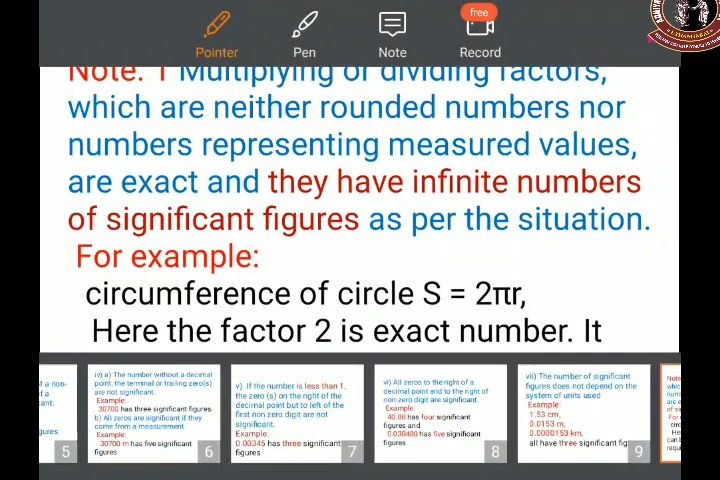 free
Pointer
Pen
Note
Record
Note: 1 Multiplying or dividing factors,
which are neither rounded numbers nor
numbers representing measured values,
are exact and they have infinite numbers
of significant figures as per the situation.
For example:
circumference of circle S = 2πr,
Here the factor 2 is exact number. It
of a non-
cant.
gures
5
iv) a) The number without a decimal
point, the terminal or trailing zero(s)
are not significant.
Example:
30700 has three significant figures
b) All zeros are significant if they
come from a measurement
Example:
30700 m has five significant
figures
6
v). If the number is less than 1,
the zero (s) on the right of the
decimal point but to left of the
first non zero digit are not
significant.
Example:
0.00345 has three significant
figures
7
vi) All zeros to the right of a
decimal point and to the right of
non-zero digit are significant.
Example:
40.00 has four significant
figures and
0.030400 has five significant
figures
8
vii) The number of significant
figures does not depend on the
system of units used
Example:
1.53 cm,
0.0153 m,
0.0000153 km,
all have three significant fig
9
Note
which